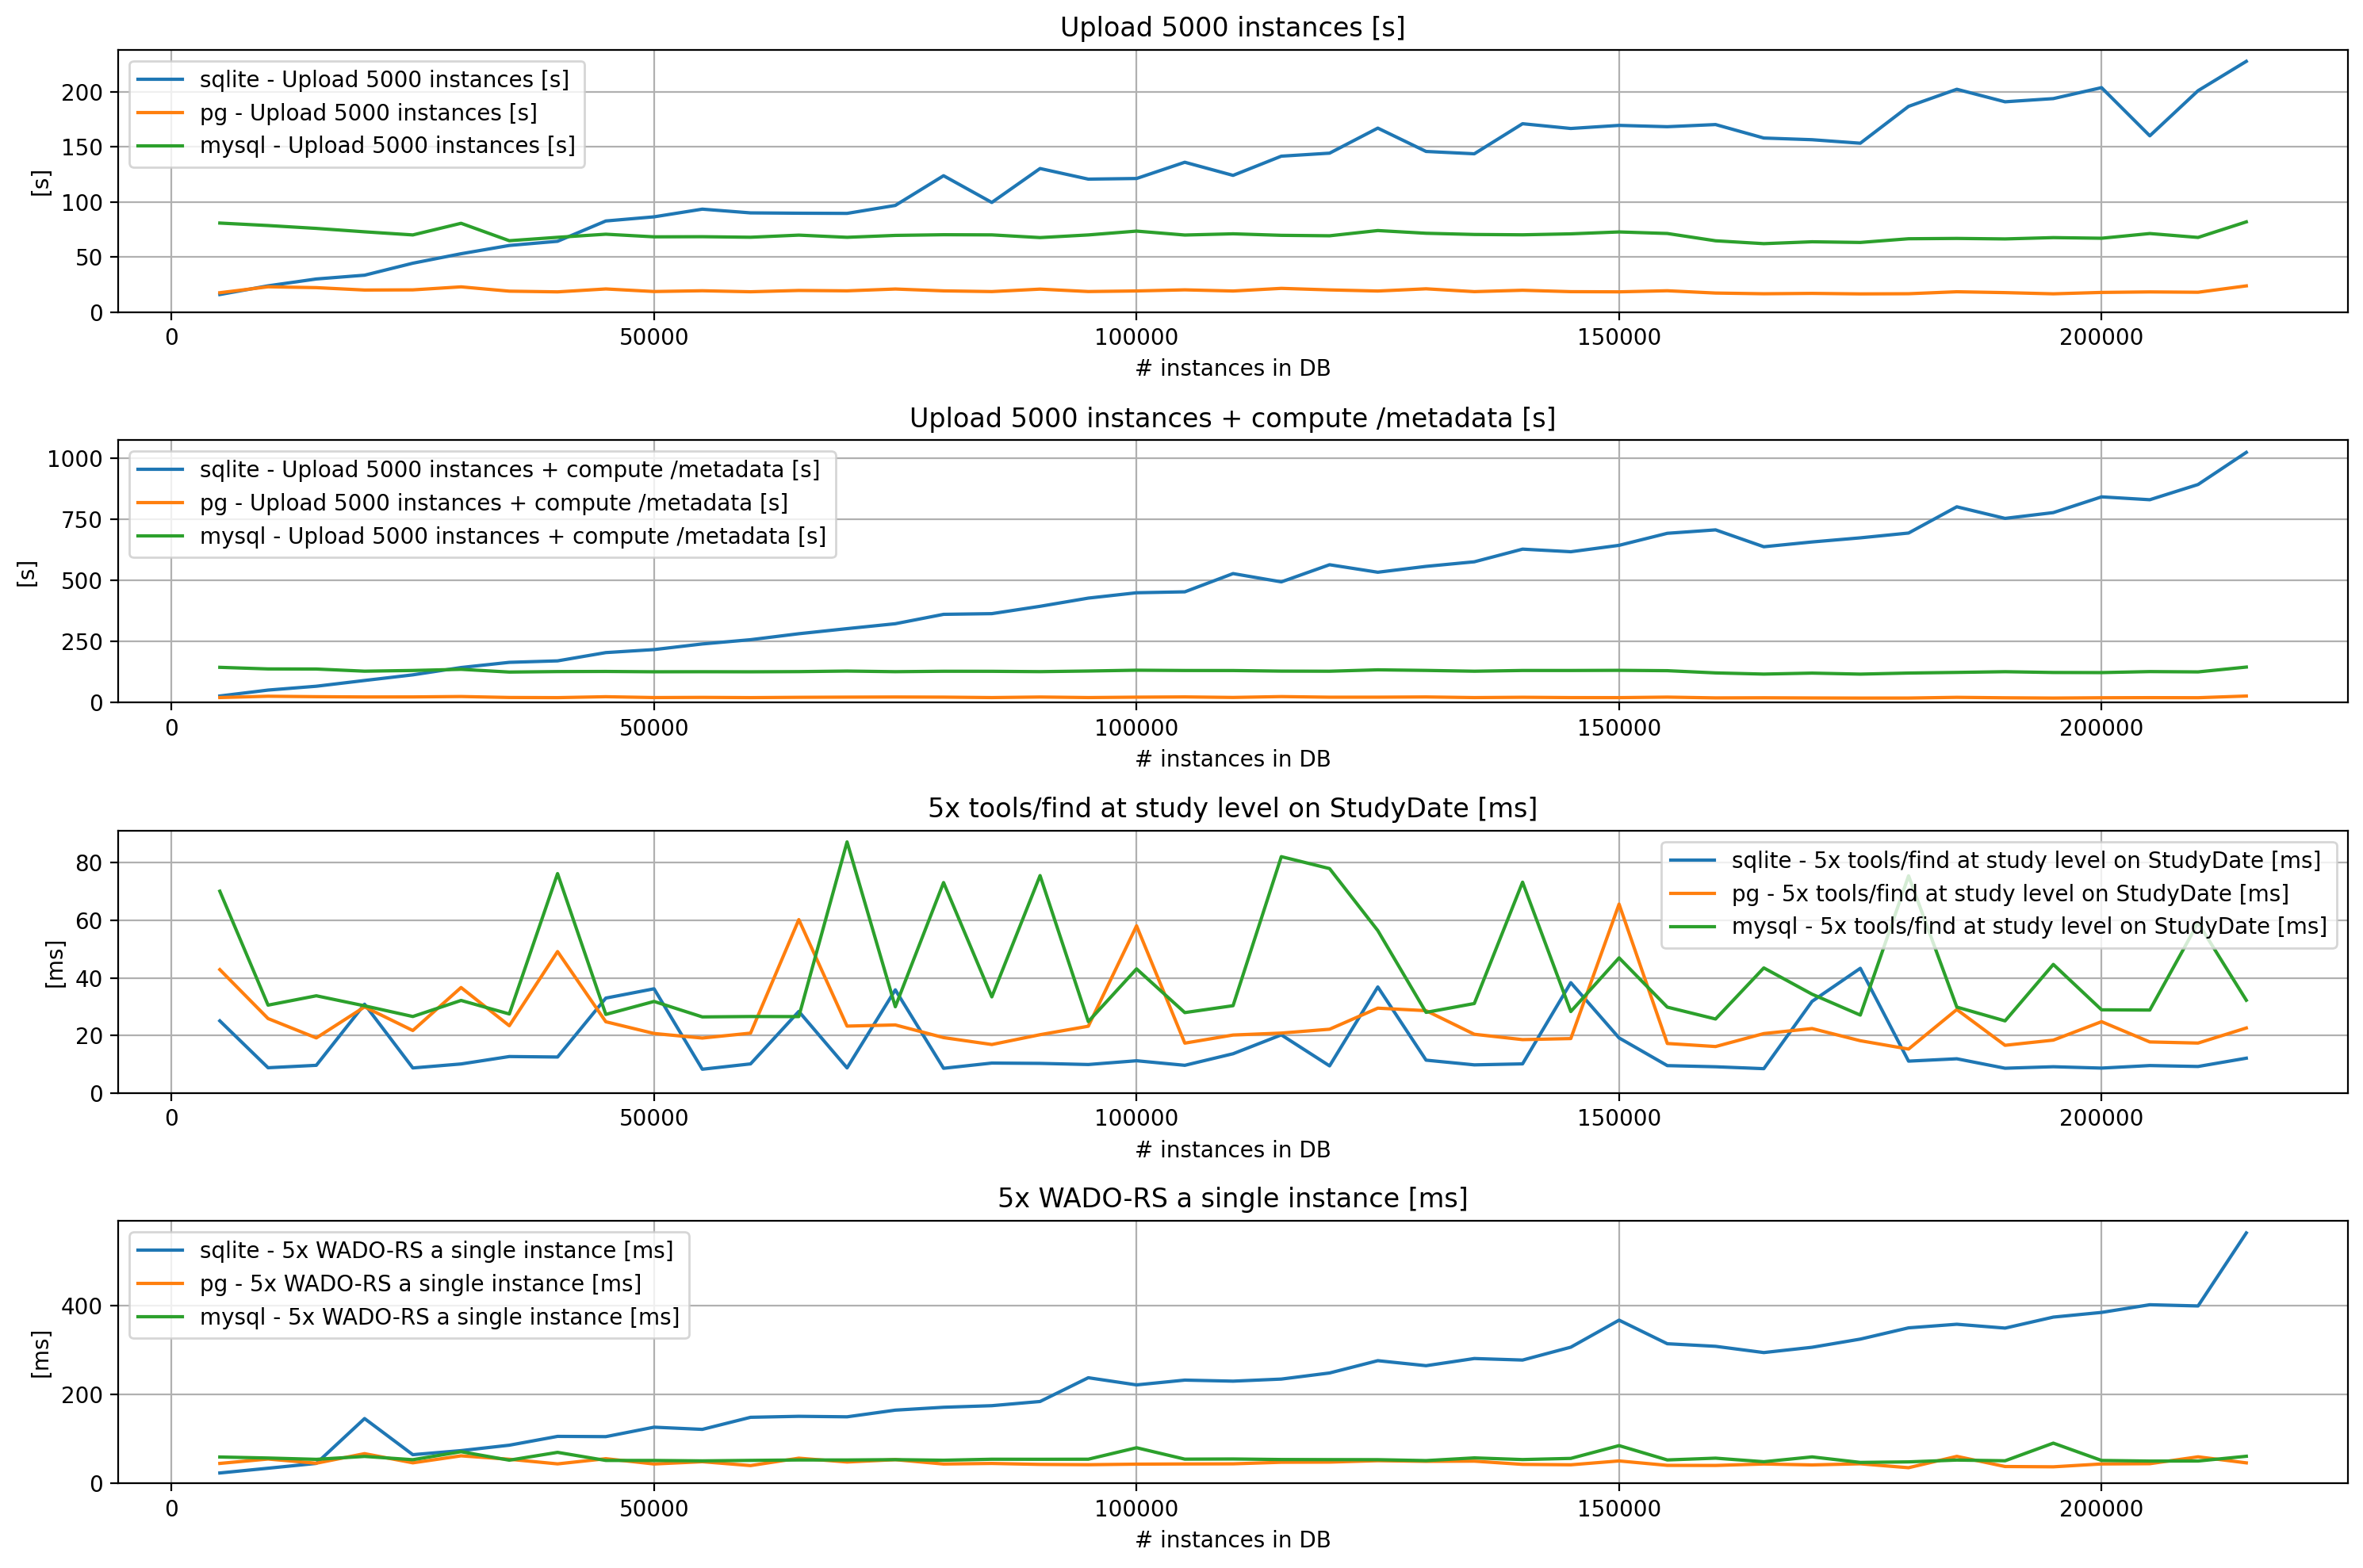 Upload 5000 instances [s]
sqlite - Upload 5000 instances [s]
pg - Upload 5000 instances [s]
mysql - Upload 5000 instances [s]
200
150
100
50
0
[s]
0 50000 100000 150000 200000
# instances in DB
Upload 5000 instances + compute /metadata [s]
sqlite - Upload 5000 instances + compute /metadata [s]
pg - Upload 5000 instances + compute /metadata [s]
mysql - Upload 5000 instances + compute /metadata [s]
1000
750
500
250
0
[s]
0 50000 100000 150000 200000
# instances in DB
5x tools/find at study level on StudyDate [ms]
sqlite - 5x tools/find at study level on StudyDate [ms]
pg - 5x tools/find at study level on StudyDate [ms]
mysql - 5x tools/find at study level on StudyDate [ms]
80
60
40
20
0
[ms]
0 50000 100000 150000 200000
# instances in DB
5x WADO-RS a single instance [ms]
sqlite - 5x WADO-RS a single instance [ms]
pg - 5x WADO-RS a single instance [ms]
mysql - 5x WADO-RS a single instance [ms]
400
200
0
[ms]
0 50000 100000 150000 200000
# instances in DB